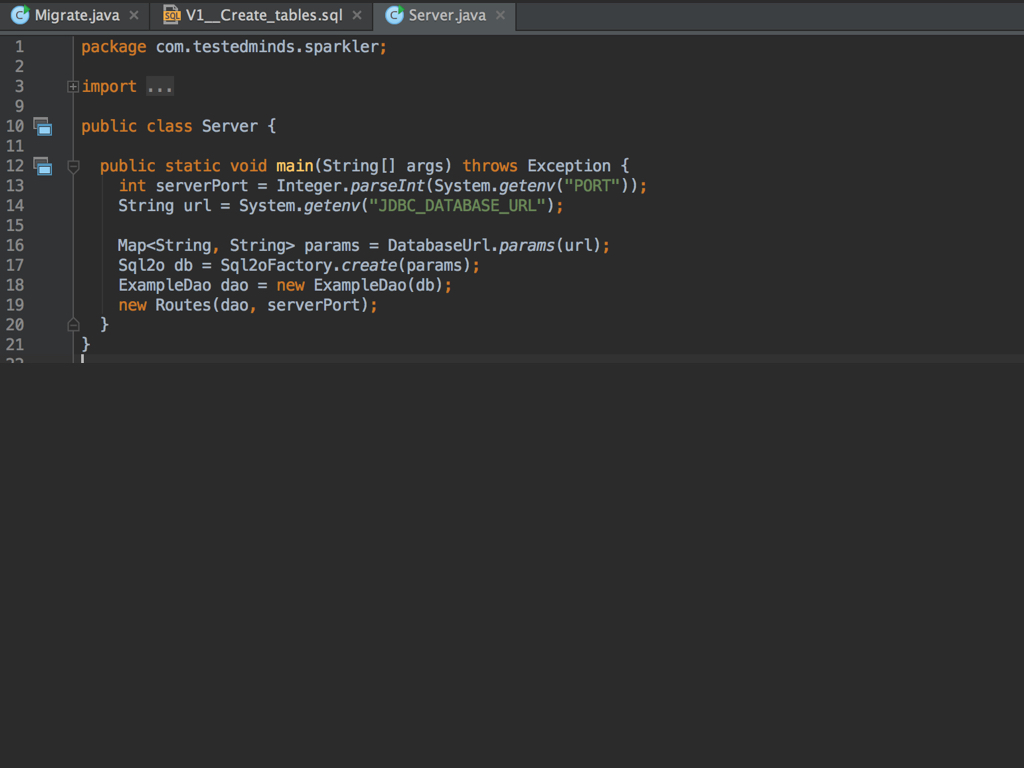 Migrate.java
V1__Create_tables.sql
Server.java
1 package com.testedminds.sparkler;
2
3 import ...
9
10 public class Server {
11
12 public static void main(String[] args) throws Exception {
13 int serverPort = Integer.parseInt(System.getenv("PORT"));
14 String url = System.getenv("JDBC_DATABASE_URL");
15
16 Map<String, String> params = DatabaseUrl.params(url);
17 Sql2o db = Sql2oFactory.create(params);
18 ExampleDao dao = new ExampleDao(db);
19 new Routes(dao, serverPort);
20 }
21 }